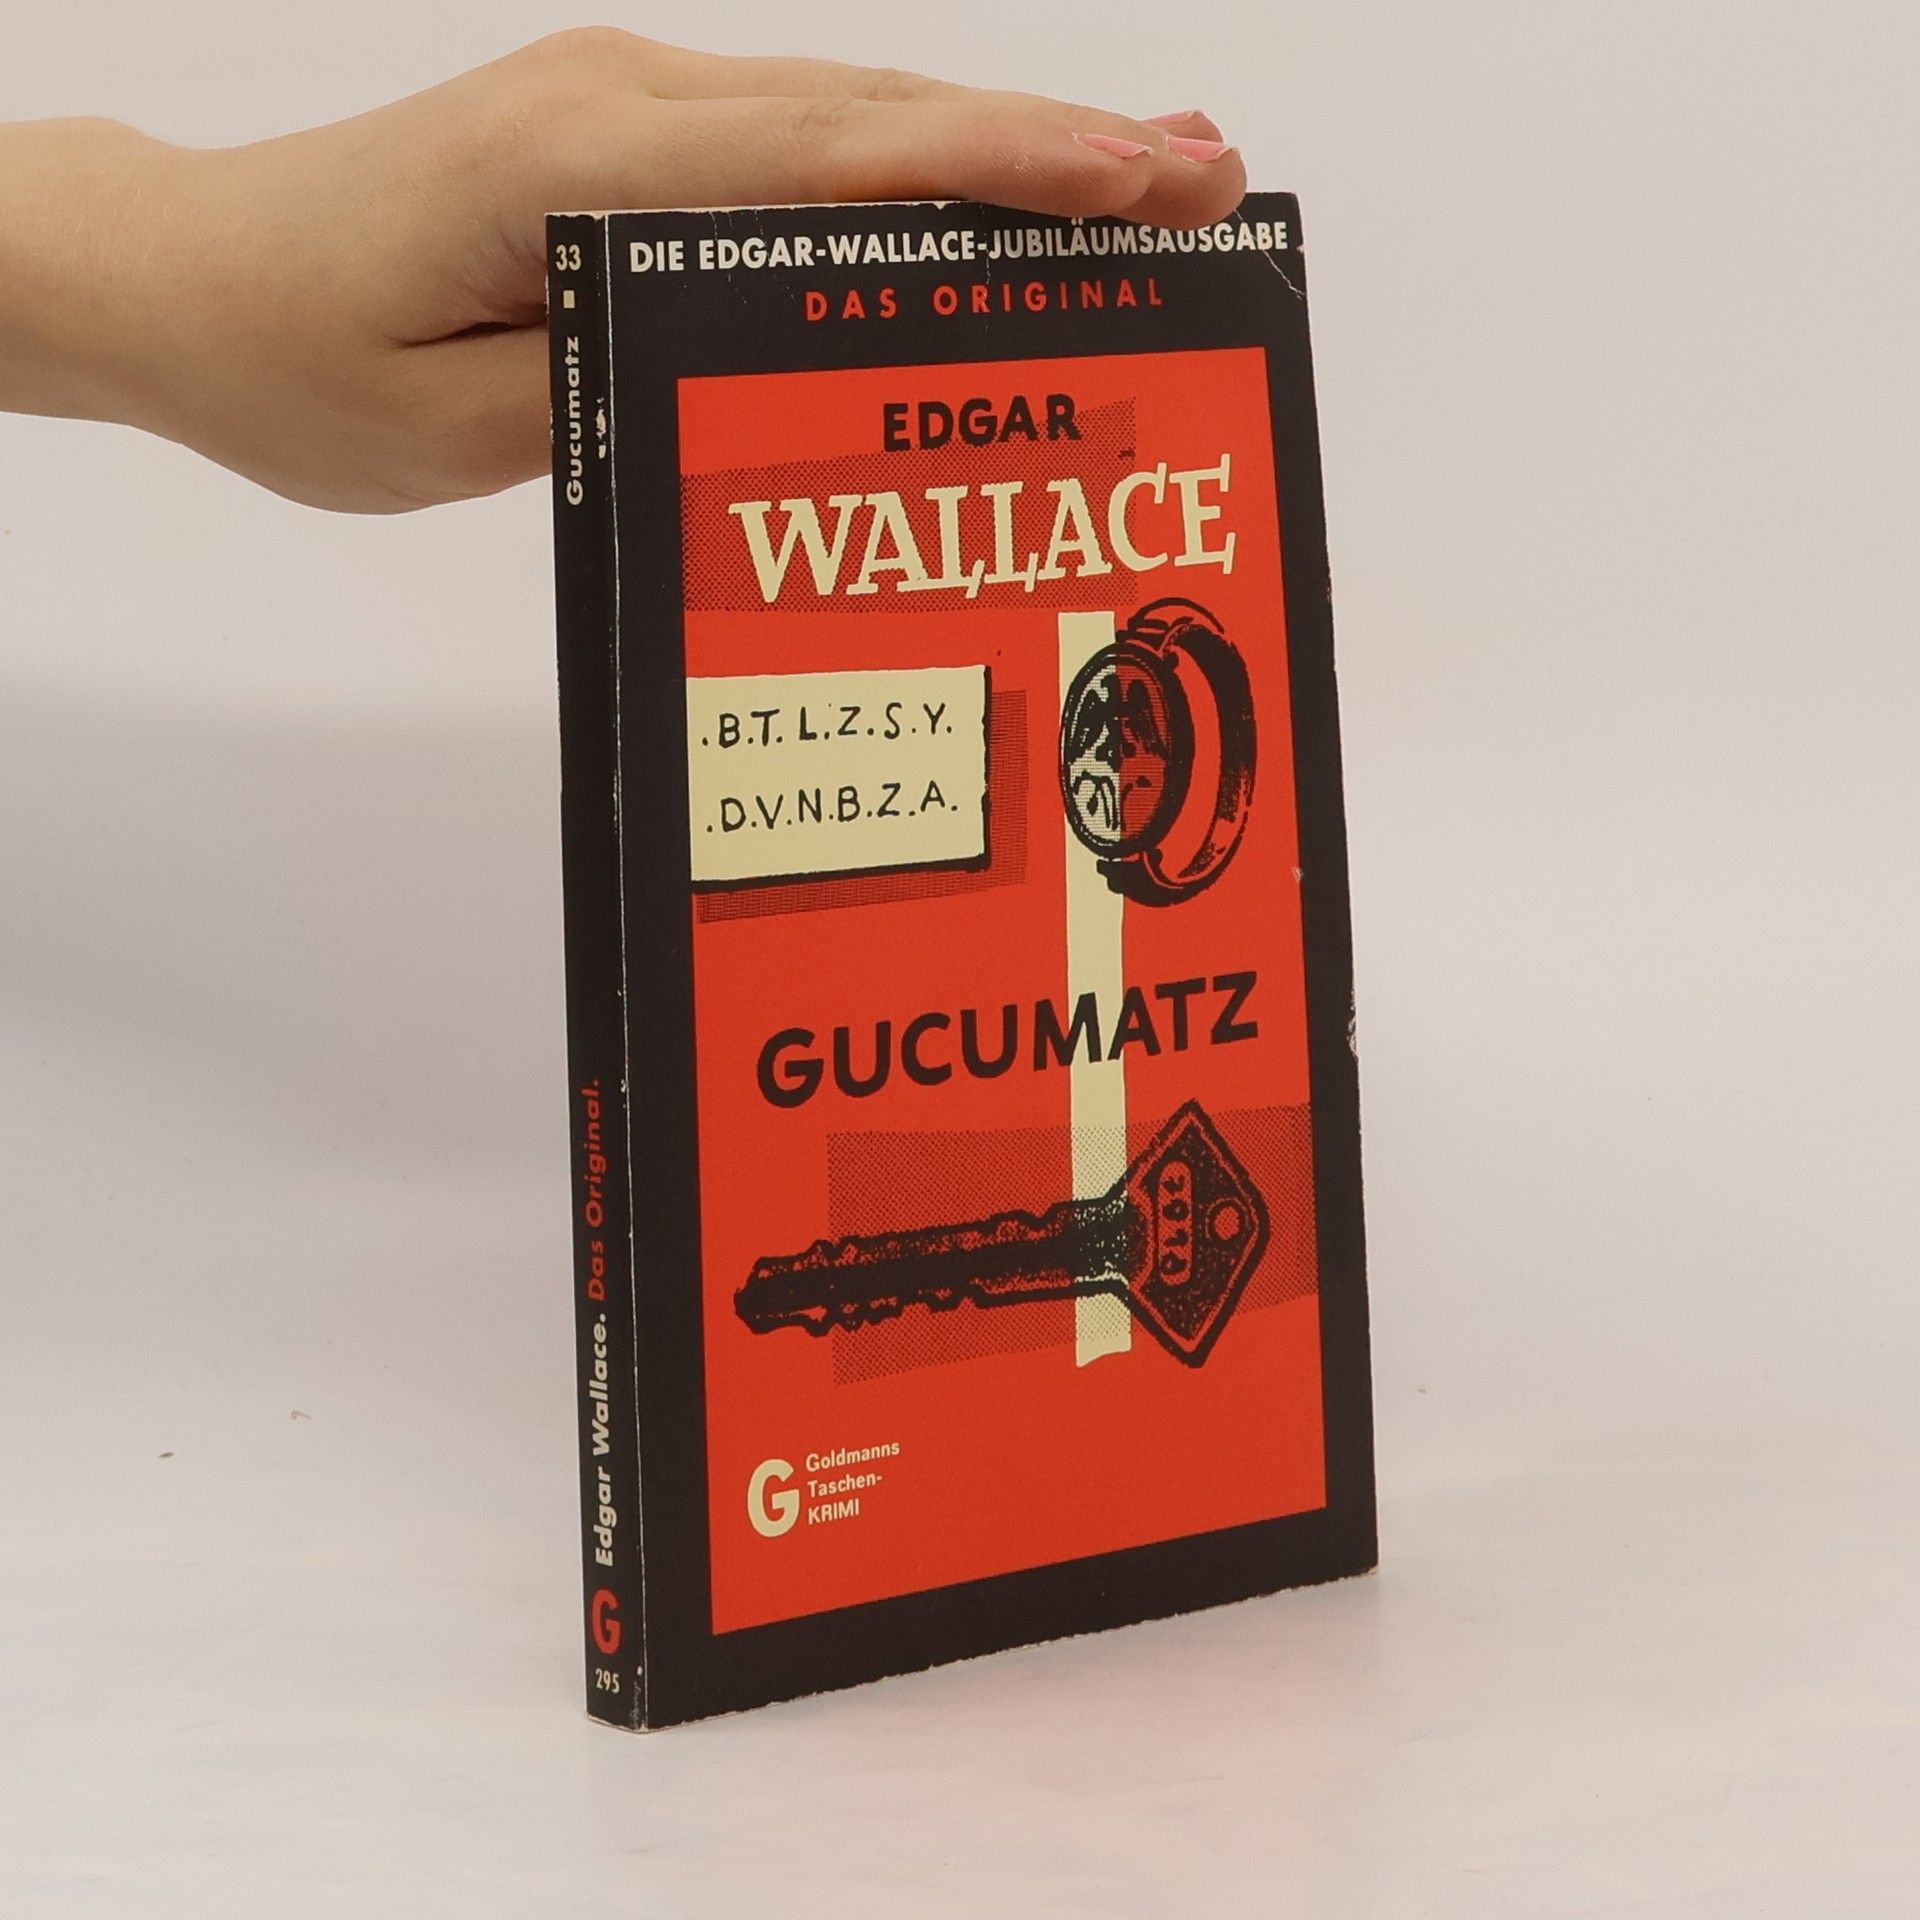 33
Gucumatz
Edgar Wallace. Das Original.
G
295
DIE EDGAR-WALLACE-JUBILÄUMSAUSGABE
DAS ORIGINAL
EDGAR
WALLACE
.B.T.L.Z.S.Y.
.D.V.N.B.Z.A.
GUCUMATZ
G
Goldmanns
Taschen-
KRIMI